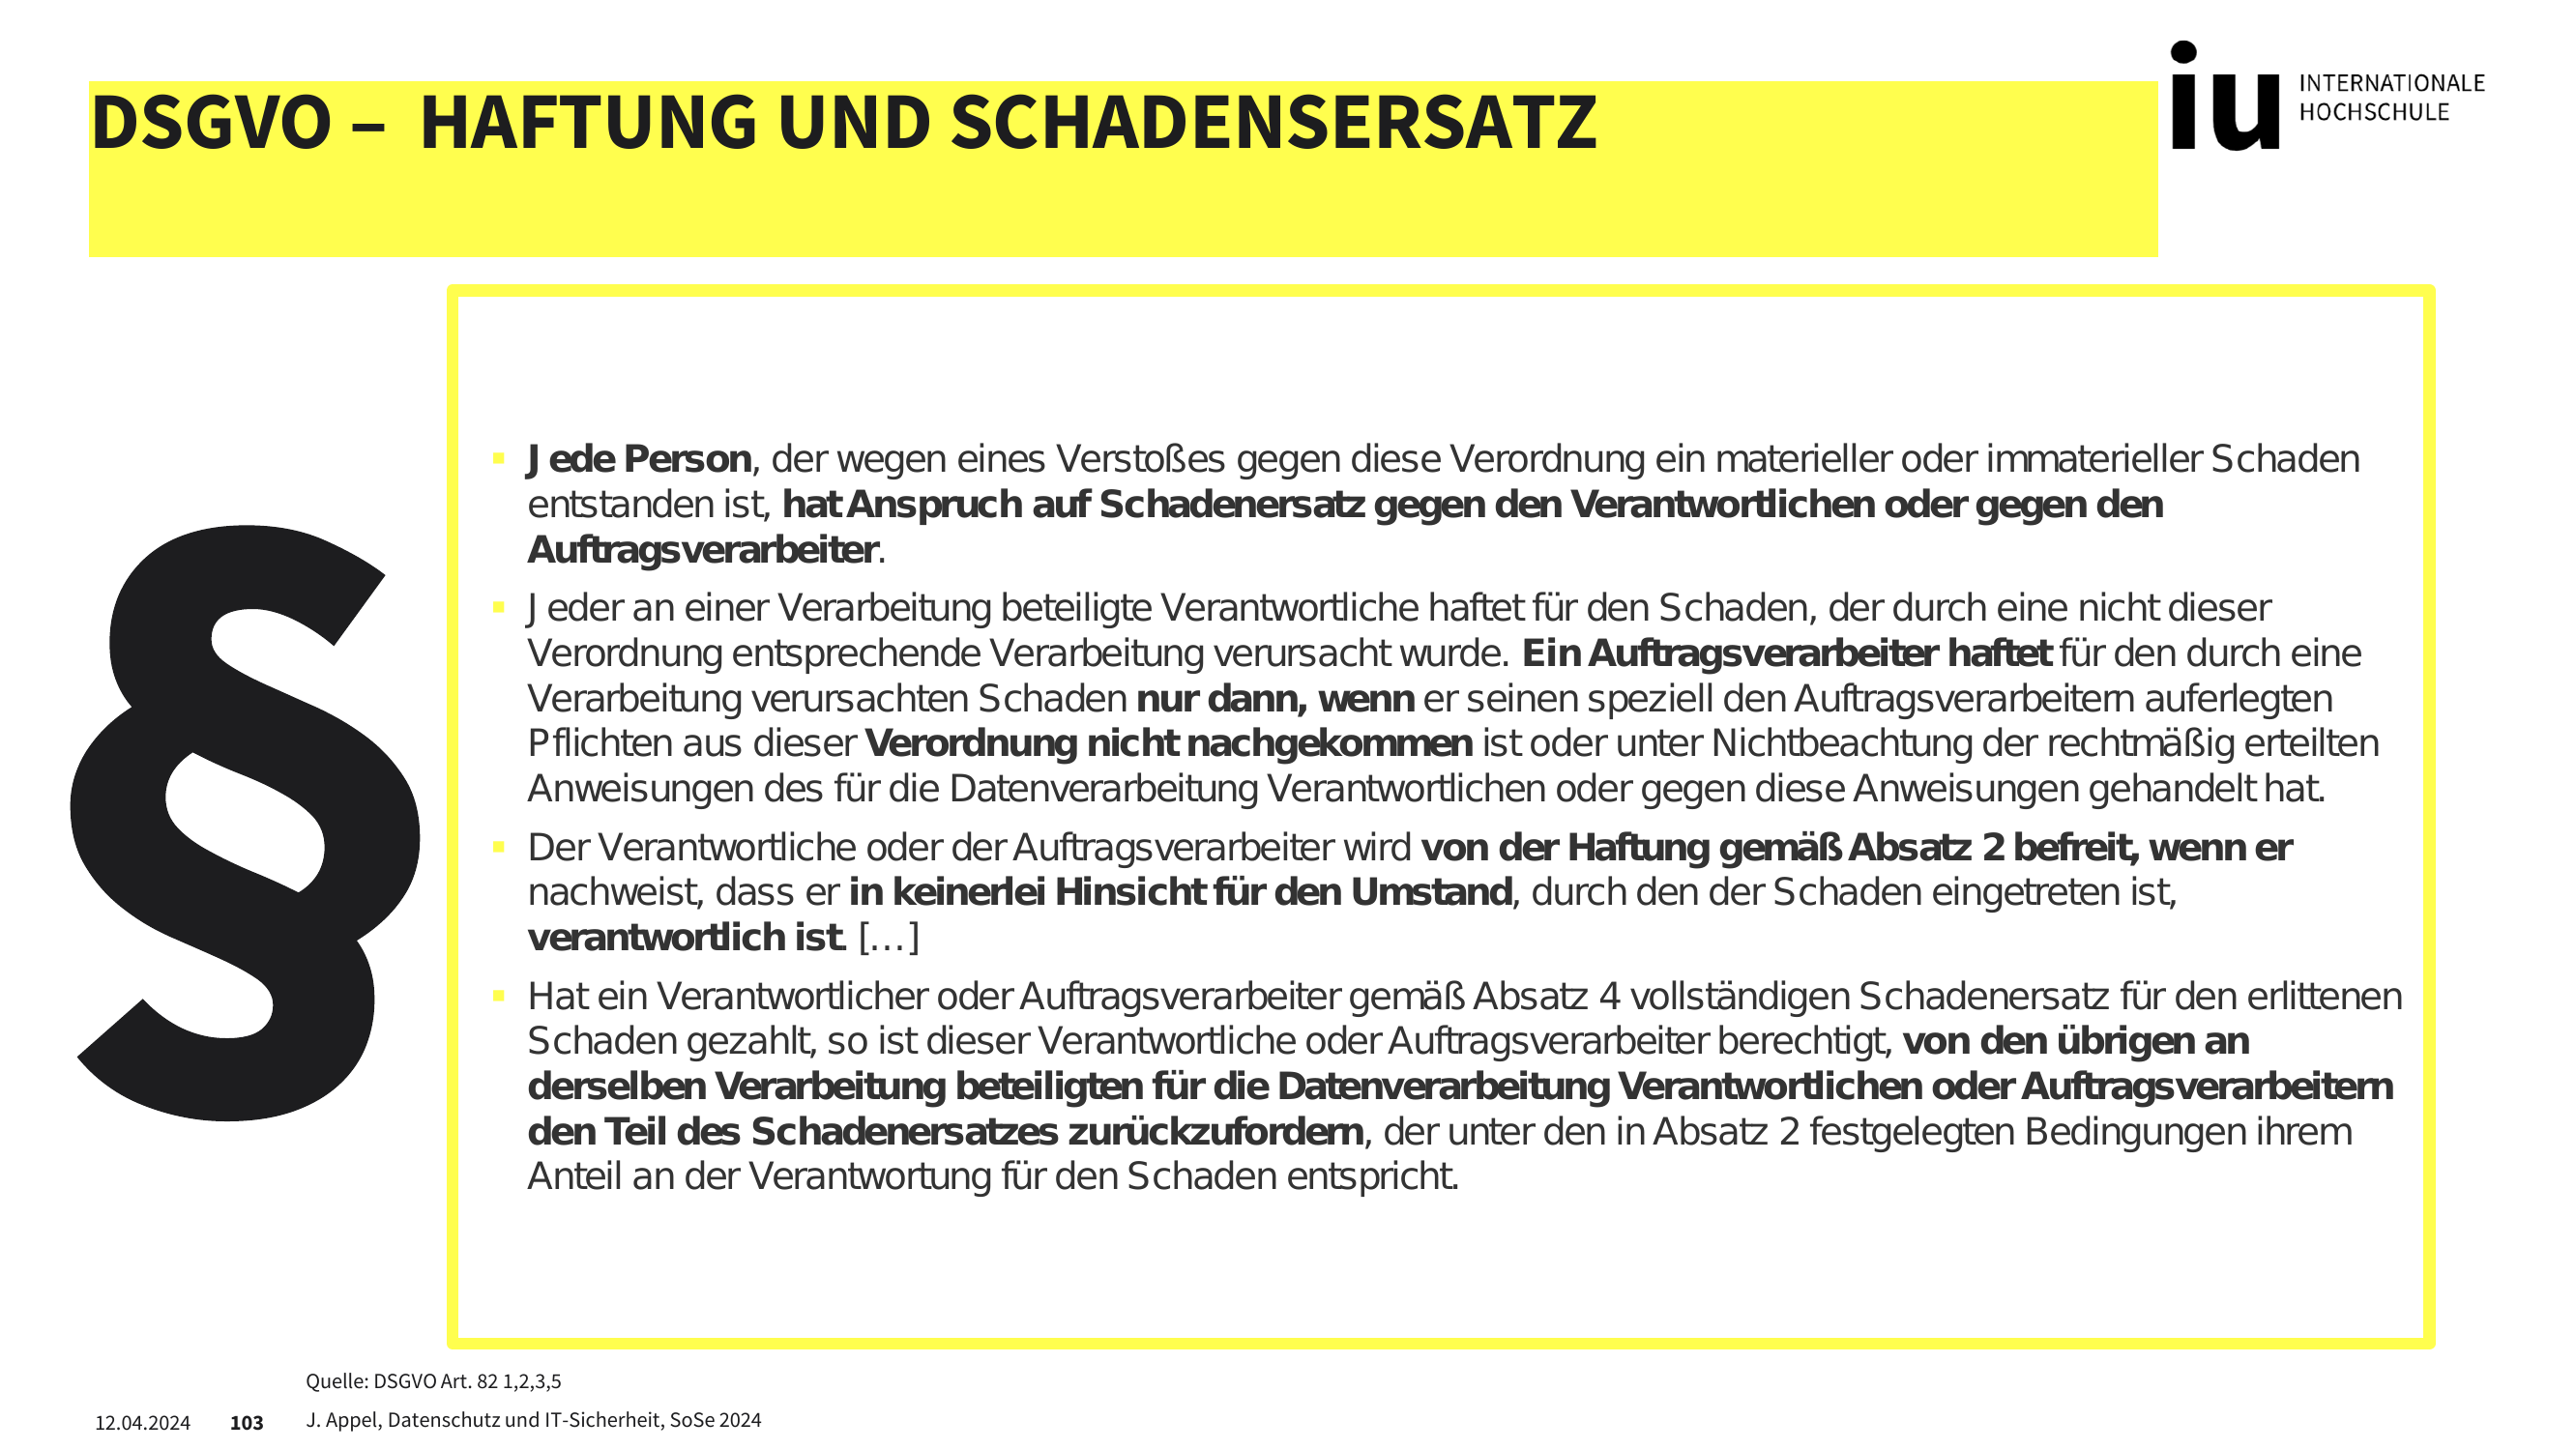 DSGVO – HAFTUNG UND SCHADENSERSATZ
iu INTERNATIONALE
HOCHSCHULE
§
▪ Jede Person, der wegen eines Verstoßes gegen diese Verordnung ein materieller oder immaterieller Schaden
entstanden ist, hat Anspruch auf Schadenersatz gegen den Verantwortlichen oder gegen den
Auftragsverarbeiter.
▪ Jeder an einer Verarbeitung beteiligte Verantwortliche haftet für den Schaden, der durch eine nicht dieser
Verordnung entsprechende Verarbeitung verursacht wurde. Ein Auftragsverarbeiter haftet für den durch eine
Verarbeitung verursachten Schaden nur dann, wenn er seinen speziell den Auftragsverarbeitern auferlegten
Pflichten aus dieser Verordnung nicht nachgekommen ist oder unter Nichtbeachtung der rechtmäßig erteilten
Anweisungen des für die Datenverarbeitung Verantwortlichen oder gegen diese Anweisungen gehandelt hat.
▪ Der Verantwortliche oder der Auftragsverarbeiter wird von der Haftung gemäß Absatz 2 befreit, wenn er
nachweist, dass er in keinerlei Hinsicht für den Umstand, durch den der Schaden eingetreten ist,
verantwortlich ist. […]
▪ Hat ein Verantwortlicher oder Auftragsverarbeiter gemäß Absatz 4 vollständigen Schadenersatz für den erlittenen
Schaden gezahlt, so ist dieser Verantwortliche oder Auftragsverarbeiter berechtigt, von den übrigen an
derselben Verarbeitung beteiligten für die Datenverarbeitung Verantwortlichen oder Auftragsverarbeitern
den Teil des Schadenersatzes zurückzufordern, der unter den in Absatz 2 festgelegten Bedingungen ihrem
Anteil an der Verantwortung für den Schaden entspricht.
Quelle: DSGVO Art. 82 1,2,3,5
12.04.2024 103 J. Appel, Datenschutz und IT-Sicherheit, SoSe 2024